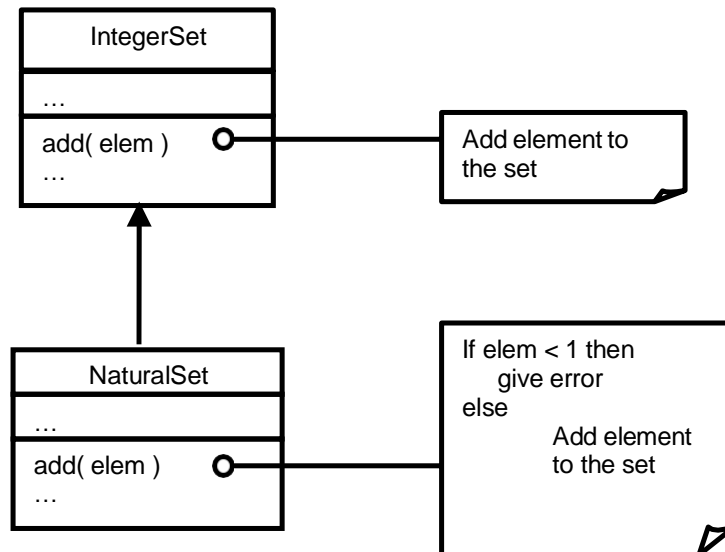 IntegerSet
…
add( elem )
…
Add element to
the set
NaturalSet
…
add( elem )
…
If elem < 1 then
give error
else
Add element
to the set